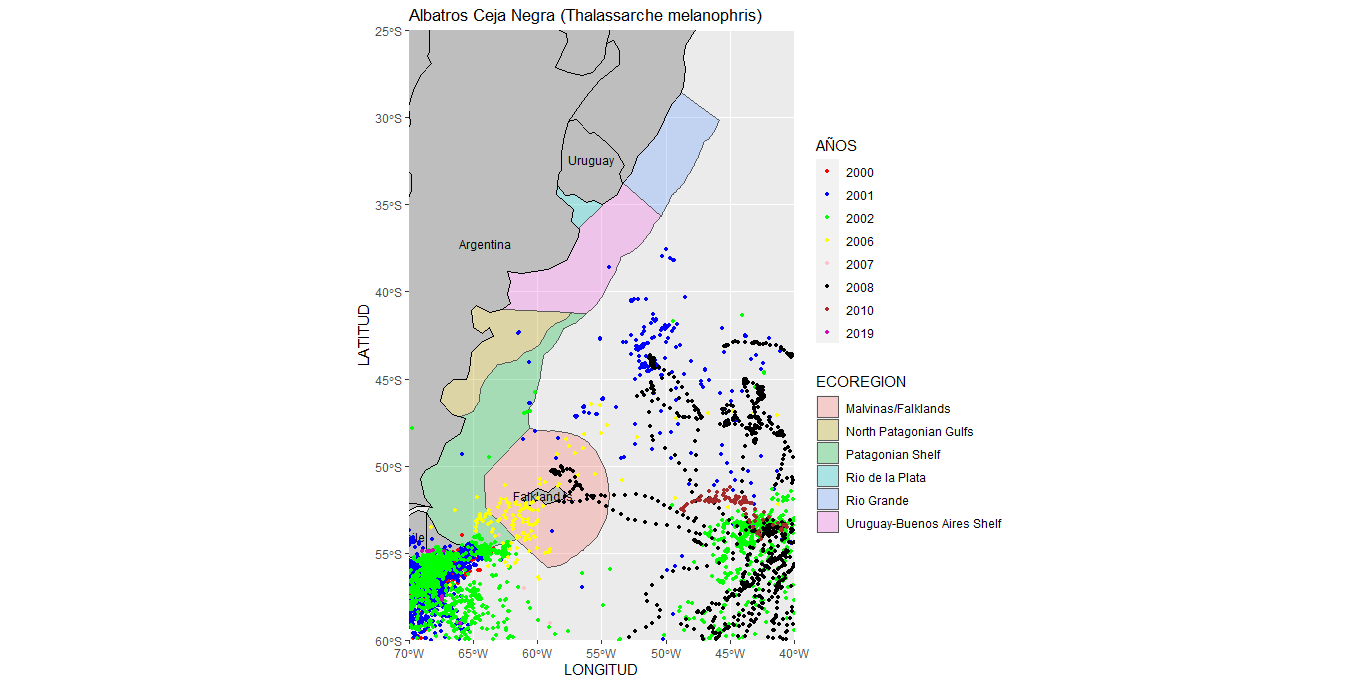 Albatros Ceja Negra (Thalassarche melanophris)
25°S
30°S
35°S
40°S
45°S
50°S
55°S
60°S
LATITUD
Uruguay
Argentina
70°W
65°W
60°W
55°W
50°W
45°W
40°W
LONGITUD
AÑOS
2000
2001
2002
2006
2007
2008
2010
2019
ECOREGION
Malvinas/Falklands
North Patagonian Gulfs
Patagonian Shelf
Rio de la Plata
Rio Grande
Uruguay-Buenos Aires Shelf